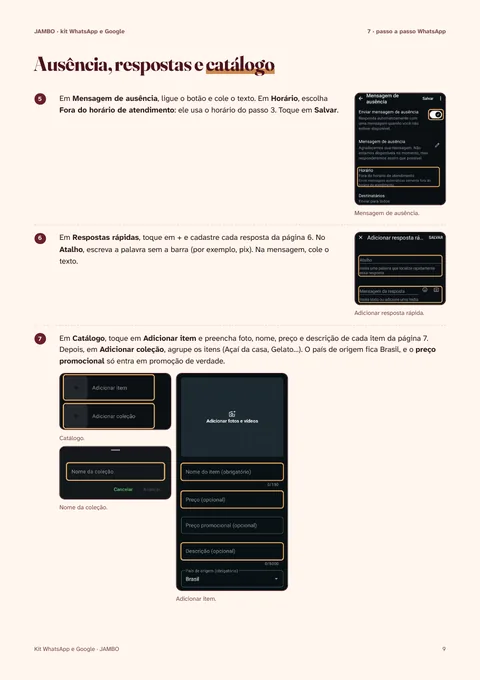 JAMBO - kit WhatsApp e Google
7 - passo a passo WhatsApp
Ausência, respostas e catálogo
5
Em Mensagem de ausência, ligue o botão e cole o texto. Em Horário, escolha
Fora do horário de atendimento: ele usa o horário do passo 3. Toque em Salvar.
Mensagem de
ausência
Salvar
Enviar mensagem de ausência
Mensagem de ausência
Horário
Fora do horário de atendimento
Destinatários
Mensagem de ausência.
6
Em Respostas rápidas, toque em + e cadastre cada resposta da página 6. No
Atalho, escreva a palavra sem a barra (por exemplo, pix). Na mensagem, cole o
texto.
Adicionar resposta rá...
SALVAR
Atalho
Mensagem de resposta
Adicionar resposta rápida.
7
Em Catálogo, toque em Adicionar item e preencha foto, nome, preço e descrição de cada item da página 7.
Depois, em Adicionar coleção, agrupe os itens (Açaí da casa, Gelato...). O país de origem fica Brasil, e o preço
promocional só entra em promoção de verdade.
Adicionar item
Adicionar coleção
Catálogo.
Nome da coleção
Cancelar
Nome da coleção.
Adicionar fotos e vídeos
Nome do item (obrigatório)
Preço (opcional)
Preço promocional (opcional)
Descrição (opcional)
País de origem (obrigatório)
Brasil
Adicionar item.
Kit WhatsApp e Google - JAMBO
9